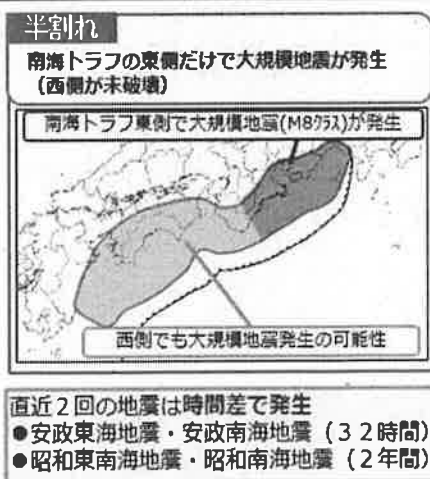 半割れ
南海トラフの東側だけで大規模地震が発生
(西側が未破壊)
南海トラフ東側で大規模地震(M8クラス)が発生
西側でも大規模地震発生の可能性
直近2回の地震は時間差で発生
●安政東海地震・安政南海地震(32時間)
●昭和東南海地震・昭和南海地震(2年間)